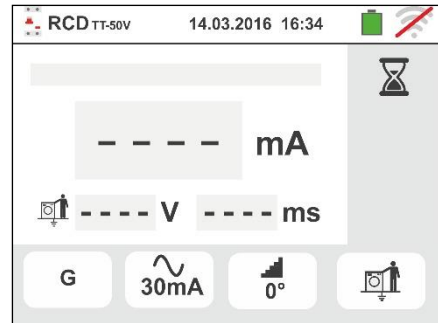 RCD TT-50V 14.03.2016 16:34
- - - - mA
- - - - V - - - - ms
G 30mA 0°